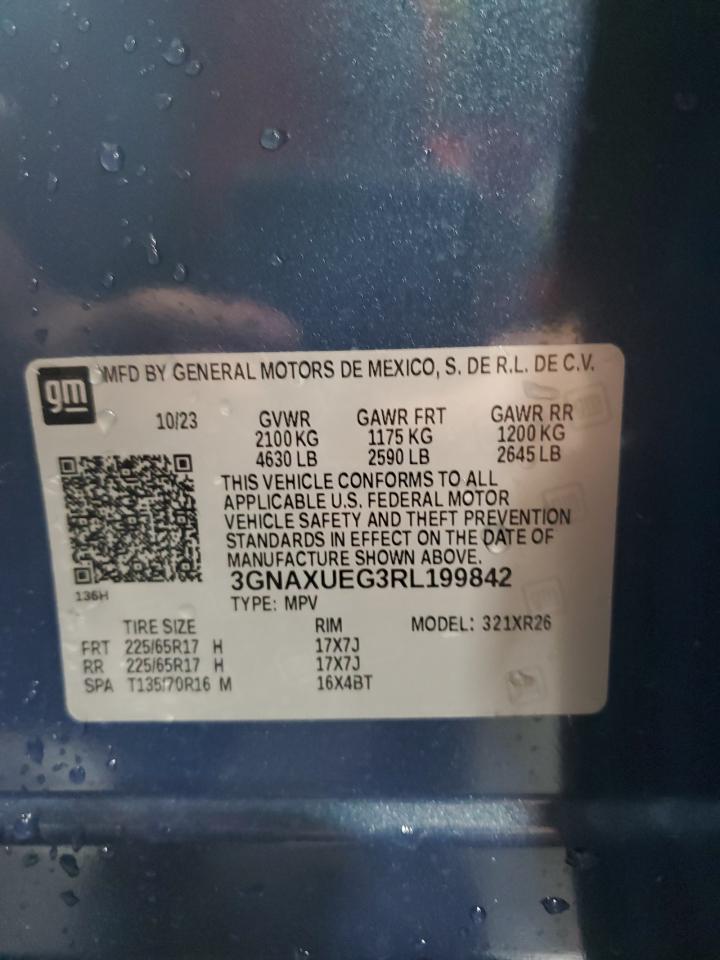 gm MFD BY GENERAL MOTORS DE MEXICO, S. DE R.L. DE C.V.
10/23 GVWR GAWR FRT GAWR RR
2100 KG 1175 KG 1200 KG
4630 LB 2590 LB 2645 LB
THIS VEHICLE CONFORMS TO ALL
APPLICABLE U.S. FEDERAL MOTOR
VEHICLE SAFETY AND THEFT PREVENTION
STANDARDS IN EFFECT ON THE DATE OF
MANUFACTURE SHOWN ABOVE.
3GNAXUEG3RL199842
136H
TYPE: MPV
TIRE SIZE RIM MODEL: 321XR26
FRT 225/65R17 H 17X7J
RR 225/65R17 H 17X7J
SPA T135/70R16 M 16X4BT